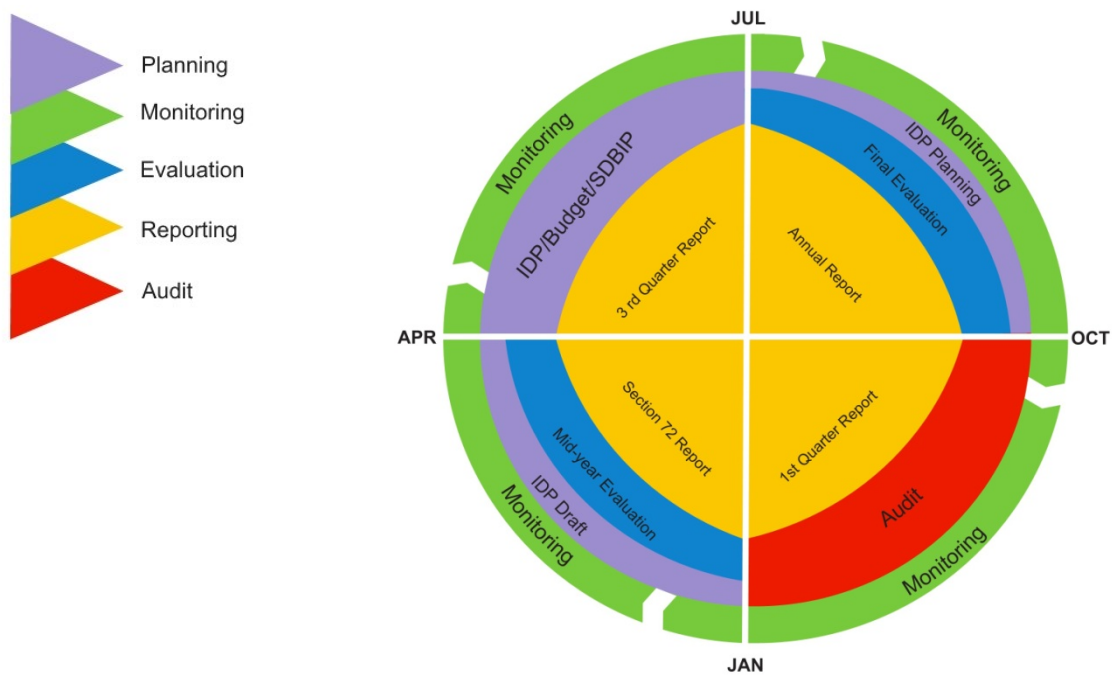 Planning
Monitoring
Evaluation
Reporting
Audit
JUL
Monitoring
IDP/Budget/SDBIP
3 rd Quarter Report
Monitoring
IDP Planning
Final Evaluation
Annual Report
APR
OCT
Section 72 Report
Mid-year Evaluation
IDP Draft
Monitoring
1st Quarter Report
Audit
Monitoring
JAN